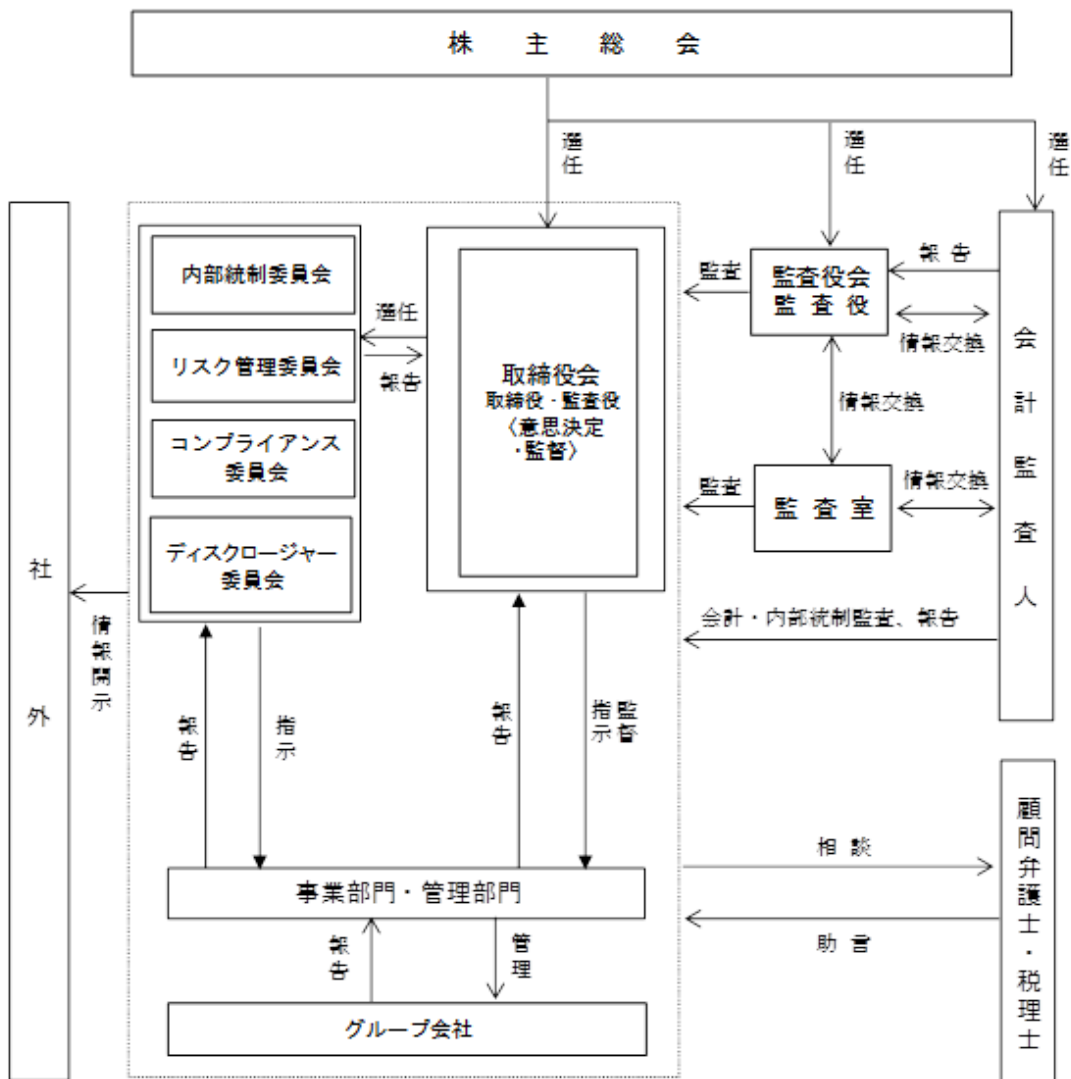 株主総会
選任
選任
選任
内部統制委員会
リスク管理委員会
コンプライアンス
委員会
ディスクロージャー
委員会
選任
報告
取締役会
取締役・監査役
〈意思決定
・監督〉
監査
監査役会
監査役
報告
情報交換
情報交換
監査
監査室
情報交換
会計監査人
会計・内部統制監査、報告
社外
情報開示
報告
指示
報告
指示
監督
事業部門・管理部門
報告
管理
グループ会社
相談
助言
顧問弁護士・税理士